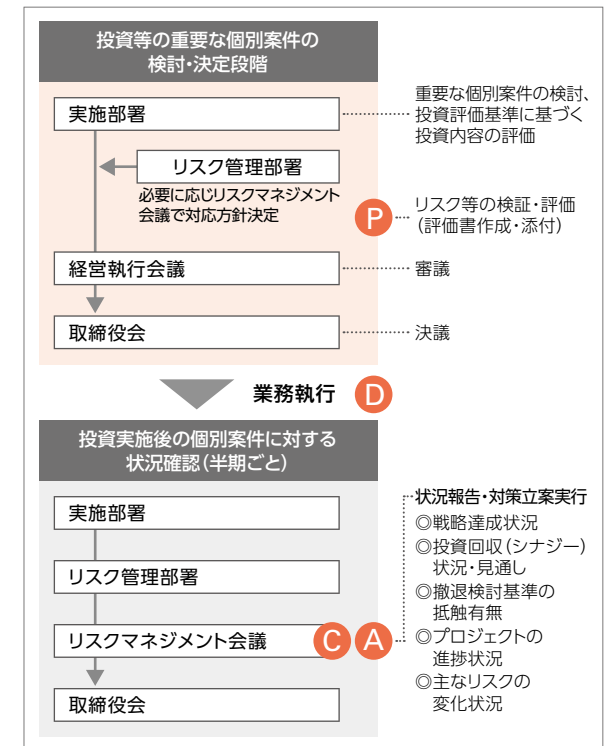 投資等の重要な個別案件の
検討・決定段階
実施部署
重要な個別案件の検討、
投資評価基準に基づく
投資内容の評価
リスク管理部署
必要に応じリスクマネジメント
会議で対応方針決定
P
リスク等の検証・評価
（評価書作成・添付）
経営執行会議
審議
取締役会
決議
業務執行 D
投資実施後の個別案件に対する
状況確認（半期ごと）
実施部署
リスク管理部署
リスクマネジメント会議 C A
取締役会
状況報告・対策立案実行
◎戦略達成状況
◎投資回収（シナジー）
状況・見通し
◎撤退検討基準の
抵触有無
◎プロジェクトの
進捗状況
◎主なリスクの
変化状況